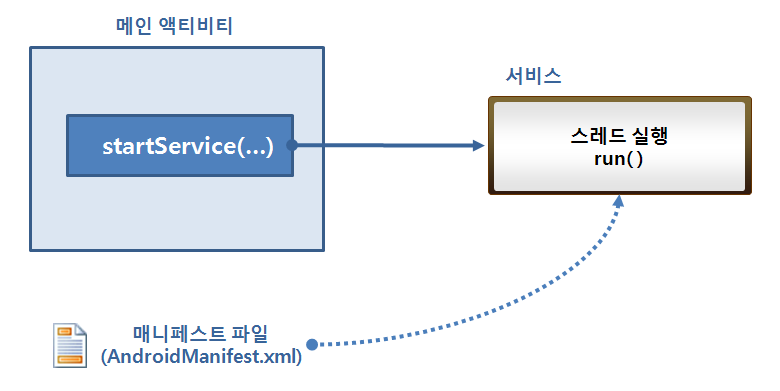 메인 액티비티
서비스
startService(...)
스레드 실행
run( )
매니페스트 파일
(AndroidManifest.xml)